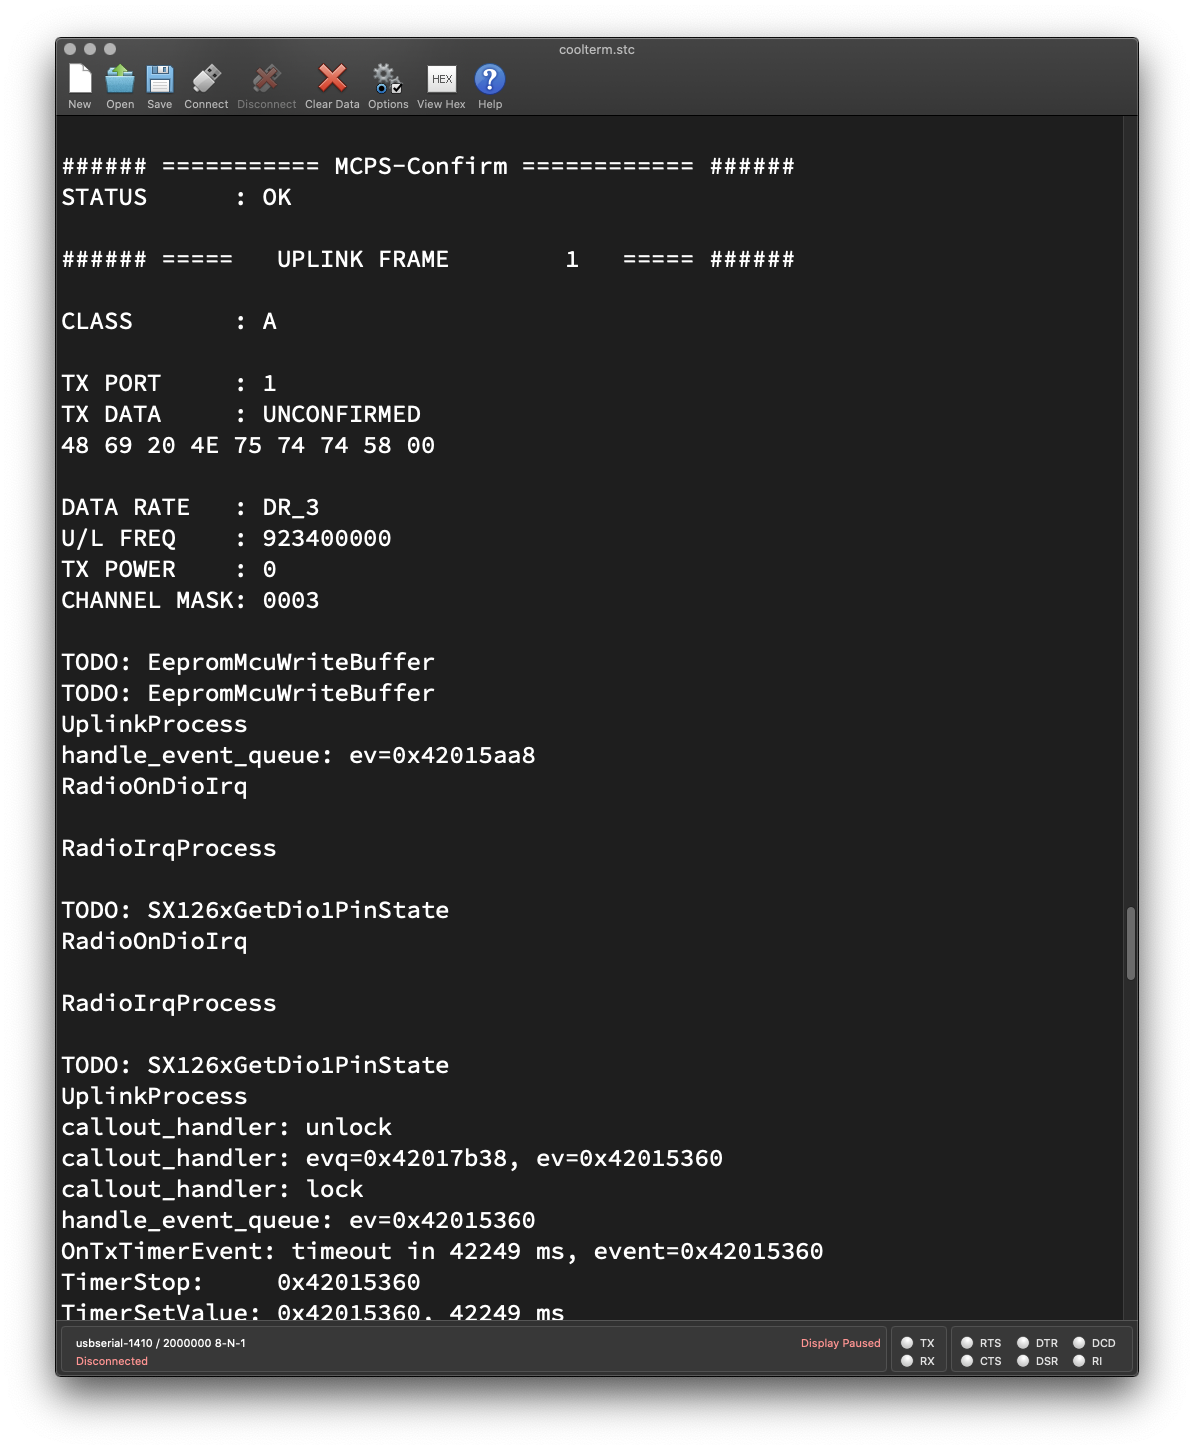 coolterm.stc
New Open Save Connect Disconnect Clear Data Options HEX View Hex ? Help
###### =========== MCPS-Confirm ============ ######
STATUS      : OK
###### =====   UPLINK FRAME        1   ===== ######
CLASS       : A
TX PORT     : 1
TX DATA     : UNCONFIRMED
48 69 20 4E 75 74 74 58 00
DATA RATE   : DR_3
U/L FREQ    : 923400000
TX POWER    : 0
CHANNEL MASK: 0003
TODO: EepromMcuWriteBuffer
TODO: EepromMcuWriteBuffer
UplinkProcess
handle_event_queue: ev=0x42015aa8
RadioOnDioIrq
RadioIrqProcess
TODO: SX126xGetDio1PinState
RadioOnDioIrq
RadioIrqProcess
TODO: SX126xGetDio1PinState
UplinkProcess
callout_handler: unlock
callout_handler: evq=0x42017b38, ev=0x42015360
callout_handler: lock
handle_event_queue: ev=0x42015360
OnTxTimerEvent: timeout in 42249 ms, event=0x42015360
TimerStop:     0x42015360
TimerSetValue: 0x42015360, 42249 ms
usbserial-1410 / 2000000 8-N-1
Disconnected
Display Paused
TX RTS DTR DCD
RX CTS DSR RI